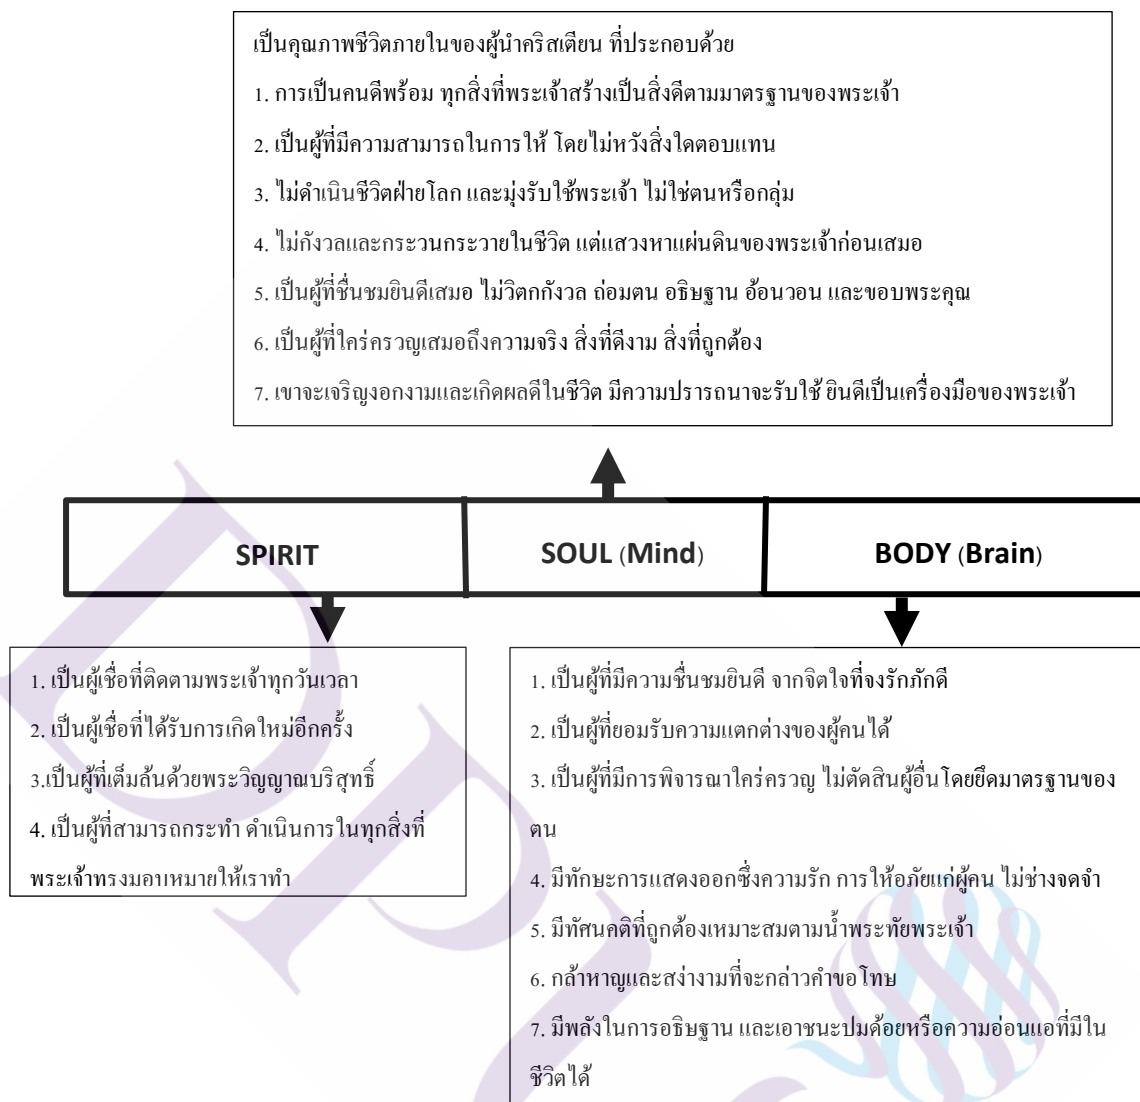 เป็นคุณภาพชีวิตภายในของผู้นำคริสเตียน ที่ประกอบด้วย
1. การเป็นคนดีพร้อม ทุกสิ่งที่พระเจ้าสร้างเป็นสิ่งดีตามมาตรฐานของพระเจ้า
2. เป็นผู้ที่มีความสามารถในการให้ โดยไม่หวังสิ่งใดตอบแทน
3. ไม่ดำเนินชีวิตฝ่ายโลก และมุ่งรับใช้พระเจ้า ไม่ใช่ตนหรือกลุ่ม
4. ไม่กังวลและกระวนกระวายในชีวิต แต่แสวงหาแผ่นดินของพระเจ้าก่อนเสมอ
5. เป็นผู้ที่ชื่นชมยินดีเสมอ ไม่วิตกกังวล ถ่อมตน อธิษฐาน อ้อนวอน และขอบพระคุณ
6. เป็นผู้ที่ใคร่ครวญเสมอถึงความจริง สิ่งที่ดีงาม สิ่งที่ถูกต้อง
7. เขาจะเจริญงอกงามและเกิดผลดีในชีวิต มีความปรารถนาจะรับใช้ ยินดีเป็นเครื่องมือของพระเจ้า
SPIRIT
SOUL (Mind)
BODY (Brain)
1. เป็นผู้เชื่อที่ติดตามพระเจ้าทุกวันเวลา
2. เป็นผู้เชื่อที่ได้รับการเกิดใหม่อีกครั้ง
3.เป็นผู้ที่เต็มล้นด้วยพระวิญญาณบริสุทธิ์
4. เป็นผู้ที่สามารถกระทำ ดำเนินการในทุกสิ่งที่
พระเจ้าทรงมอบหมายให้เราทำ
1. เป็นผู้ที่มีความชื่นชมยินดี จากจิตใจที่จงรักภักดี
2. เป็นผู้ที่ยอมรับความแตกต่างของผู้คนได้
3. เป็นผู้ที่มีการพิจารณาใคร่ครวญ ไม่ตัดสินผู้อื่นโดยยึดมาตรฐานของ
ตน
4. มีทักษะการแสดงออกซึ่งความรัก การให้อภัยแก่ผู้คน ไม่ช่างจดจำ
5. มีทัศนคติที่ถูกต้องเหมาะสมตามน้ำพระทัยพระเจ้า
6. กล้าหาญและสง่างามที่จะกล่าวคำขอโทษ
7. มีพลังในการอธิษฐาน และเอาชนะปมด้อยหรือความอ่อนแอที่มีใน
ชีวิตได้